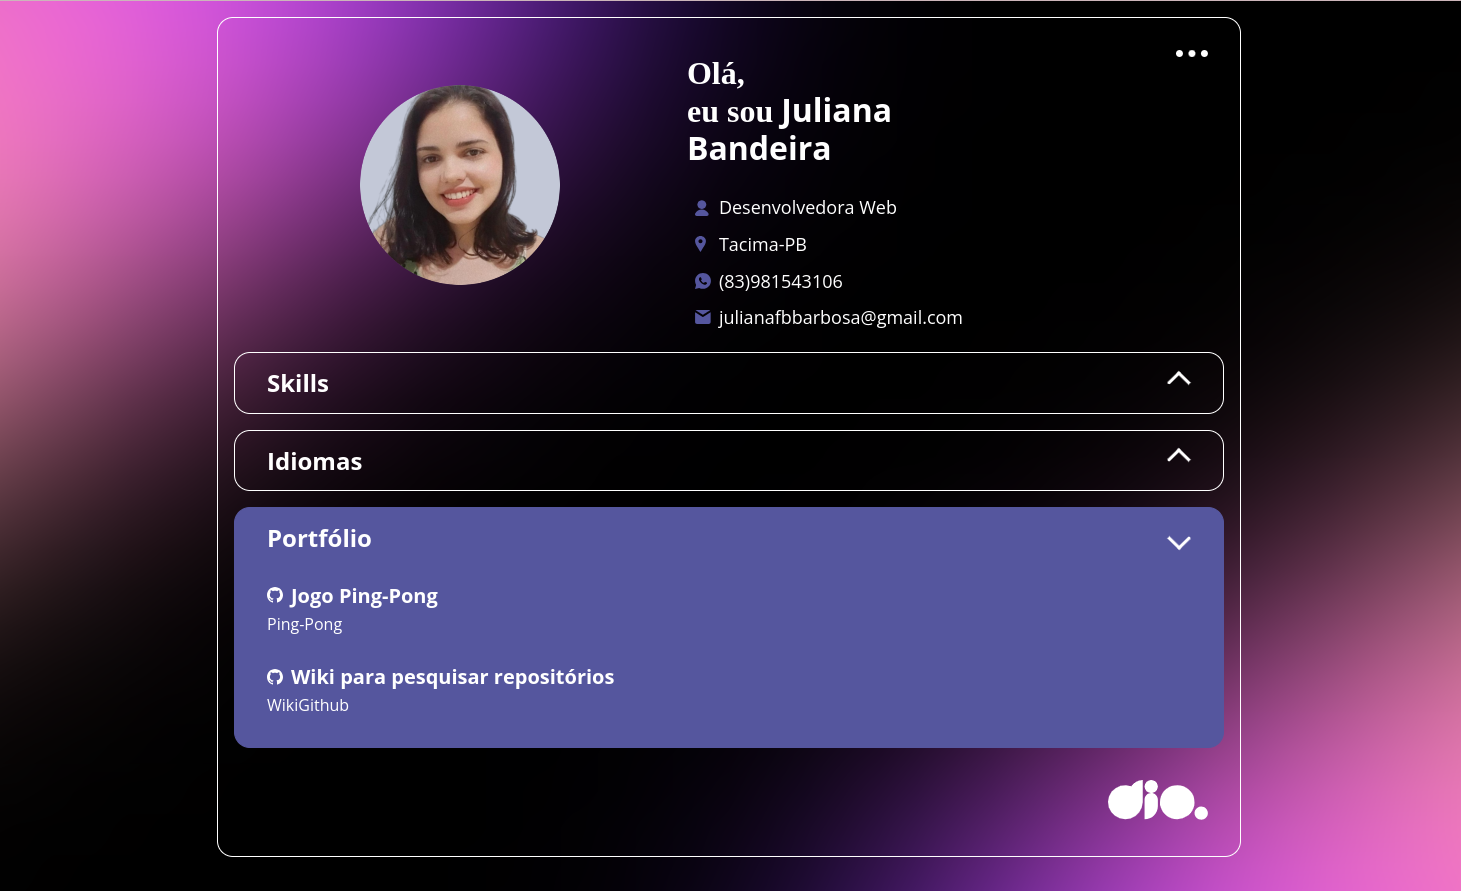 Olá,
eu sou Juliana
Bandeira
Desenvolvedora Web
Tacima-PB
(83)981543106
julianafbbarbosa@gmail.com
Skills
Idiomas
Portfólio
Jogo Ping-Pong
Ping-Pong
Wiki para pesquisar repositórios
WikiGithub
dio.